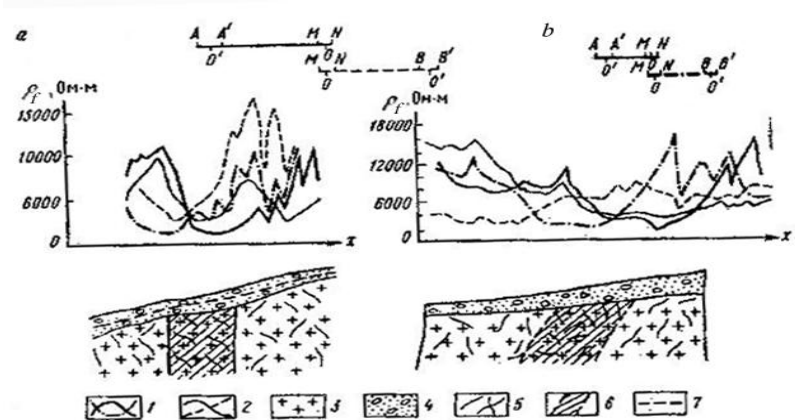 a
A A' M N
O' O
M N B B'
O O'
ρf, Ом·м
15000
10000
6000
0
x
b
A A' M N
O' M O N B B'
O O'
ρf, Ом·м
18000
12000
6000
0
x
1 2 3 4 5 6 7